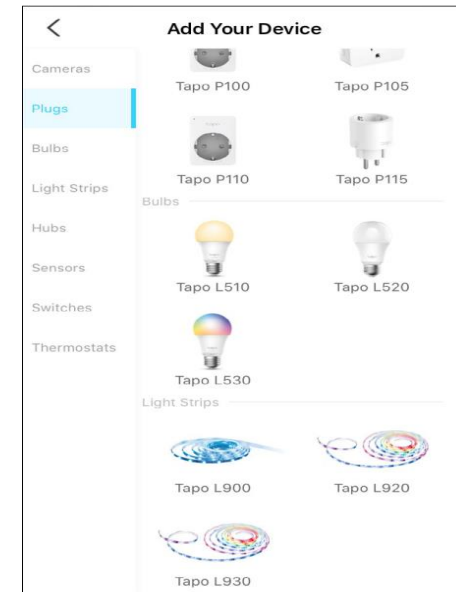 Add Your Device
Cameras
Plugs
Bulbs
Light Strips
Hubs
Sensors
Switches
Thermostats
Tapo P100 Tapo P105
Tapo P110 Tapo P115
Bulbs
Tapo L510 Tapo L520
Tapo L530
Light Strips
Tapo L900 Tapo L920
Tapo L930